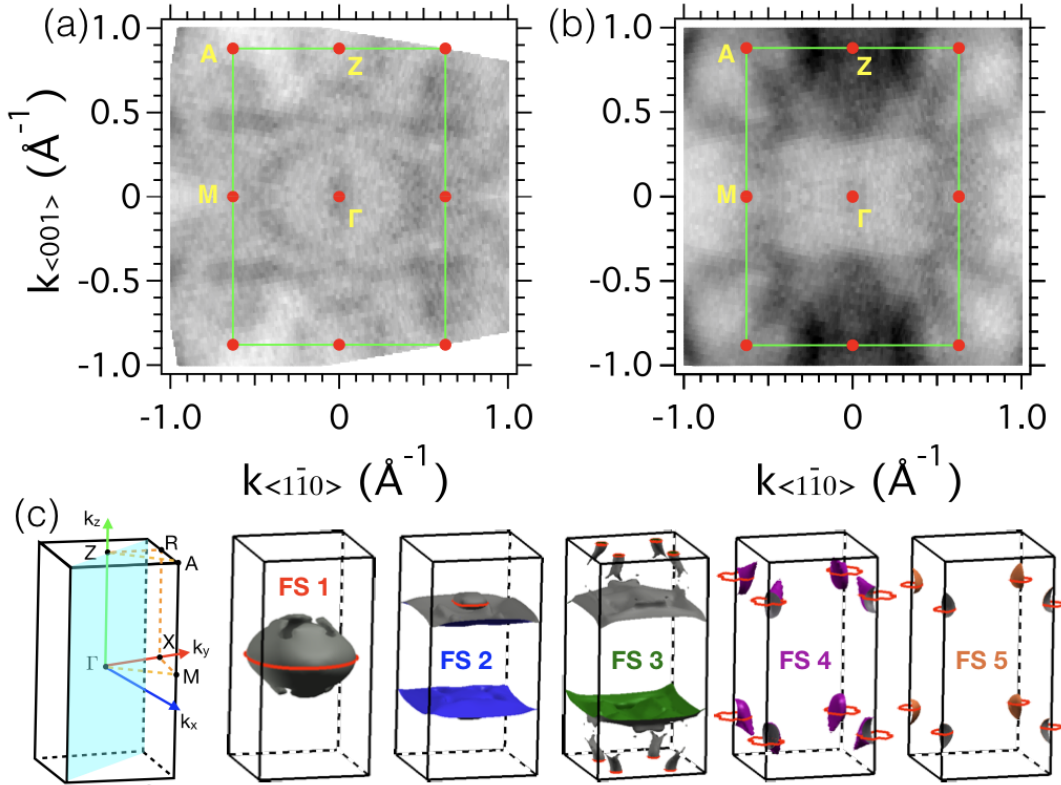 (a)
(b)
1.0
0.5
0
-0.5
-1.0
k<001> (Å⁻¹)
A
Z
M
Γ
-1.0
0
1.0
k<11̄0> (Å⁻¹)
1.0
0.5
0
-0.5
-1.0
A
Z
M
Γ
-1.0
0
1.0
k<11̄0> (Å⁻¹)
(c)
kz
Z
R
A
Γ
X
ky
M
kx
FS 1
FS 2
FS 3
FS 4
FS 5